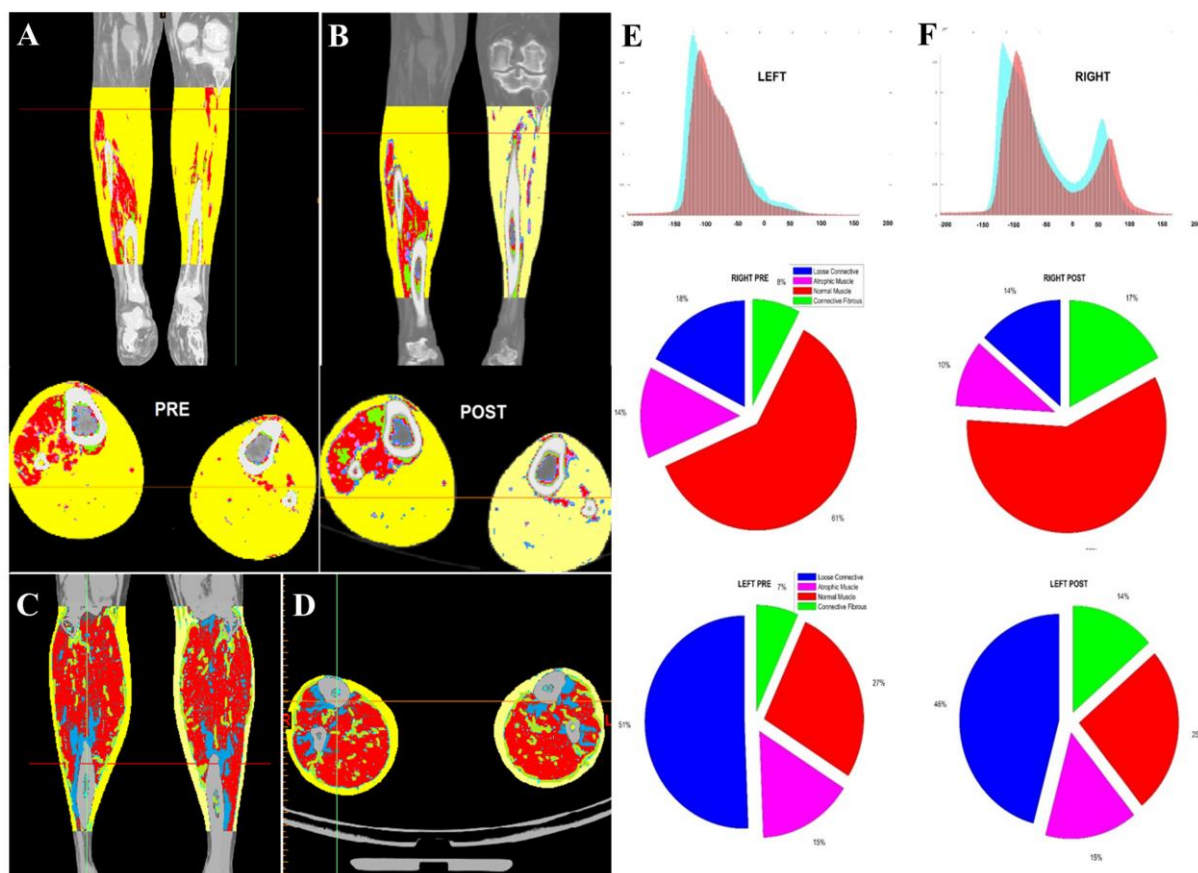 A
B
E
F
LEFT
RIGHT
-200 -150 -100 -50 0 50 100 150 200
-200 -150 -100 -50 0 50 100 150 200
PRE
POST
RIGHT PRE
Loose Connective
Atrophic Muscle
Normal Muscle
Connective Fibrous
8%
18%
14%
61%
RIGHT POST
14%
17%
10%
C
D
R
L
LEFT PRE
Loose Connective
Atrophic Muscle
Normal Muscle
Connective Fibrous
7%
27%
51%
15%
LEFT POST
14%
46%
25
15%